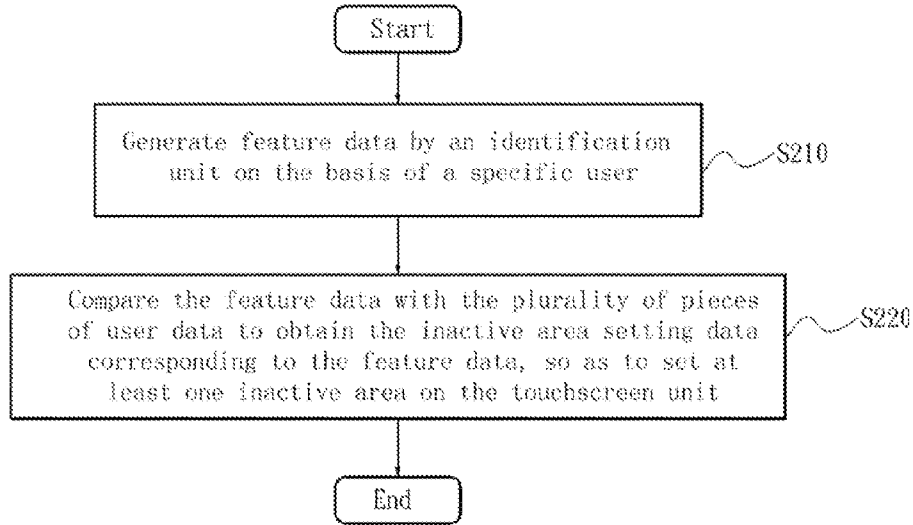 Start
Generate feature data by an identification
unit on the basis of a specific user
S210
Compare the feature data with the plurality of pieces
of user data to obtain the inactive area setting data
corresponding to the feature data, so as to set at
least one inactive area on the touchscreen unit
S220
End